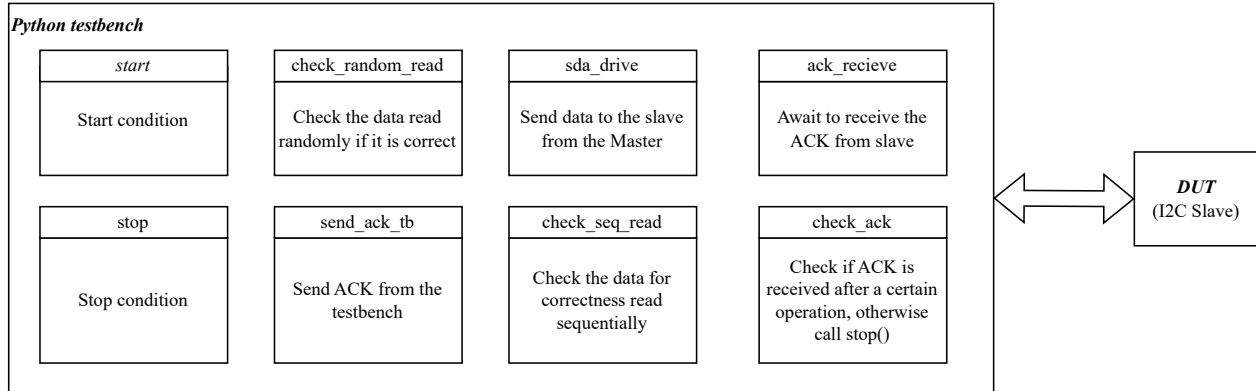 Python testbench
start
Start condition
check_random_read
Check the data read
randomly if it is correct
sda_drive
Send data to the slave
from the Master
ack_recieve
Await to receive the
ACK from slave
stop
Stop condition
send_ack_tb
Send ACK from the
testbench
check_seq_read
Check the data for
correctness read
sequentially
check_ack
Check if ACK is
received after a certain
operation, otherwise
call stop()
DUT
(I2C Slave)